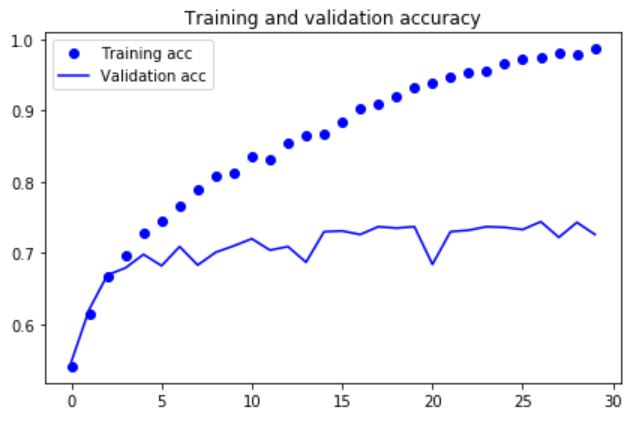 Training and validation accuracy
Training acc
Validation acc
1.0
0.9
0.8
0.7
0.6
0 5 10 15 20 25 30